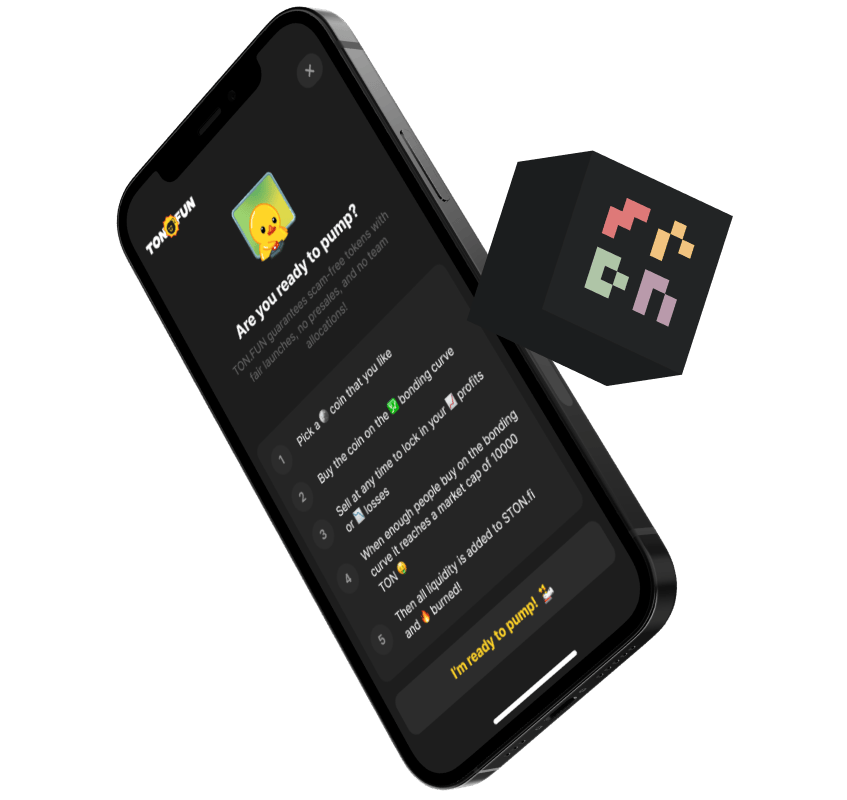 TON FUN
Are you ready to pump?
TON.FUN guarantees scam-free tokens with
fair launches, no presales, and no team
allocations!
1
Pick a coin that you like
2
Buy the coin on the 💹 bonding curve
3
Sell at any time to lock in your 📈 profits
or 📉 losses
4
When enough people buy on the bonding
curve it reaches a market cap of 10000
TON 🤑
5
Then all liquidity is added to STON.fi
and 🔥 burned!
I'm ready to pump!